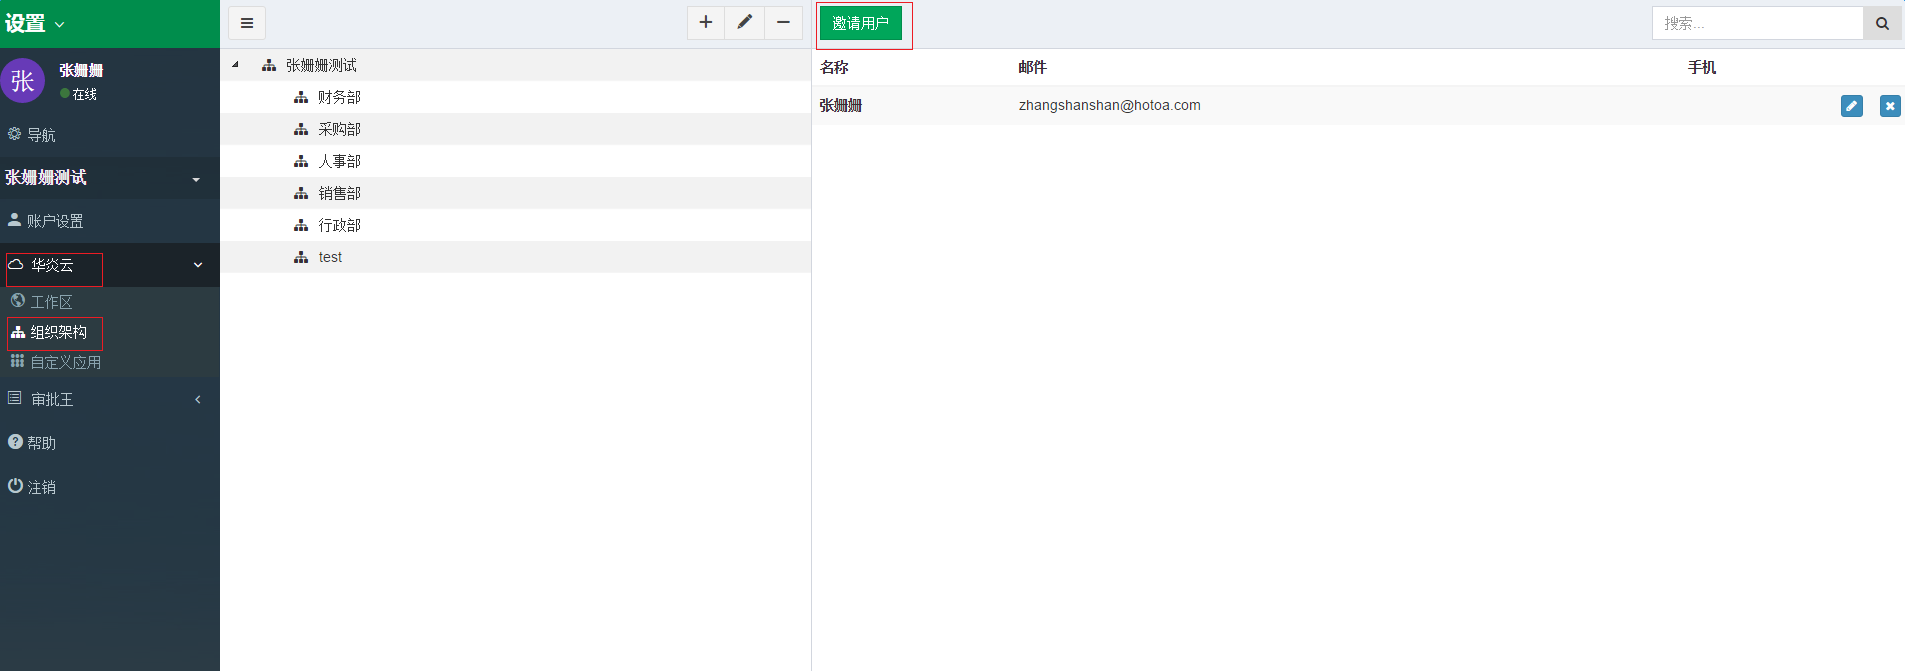 设置
张
张姗姗
在线
导航
张姗姗测试
账户设置
华炎云
工作区
组织架构
自定义应用
审批王
帮助
注销
张姗姗测试
财务部
采购部
人事部
销售部
行政部
test
邀请用户
搜索...
名称 邮件 手机
张姗姗 zhangshanshan@hotoa.com